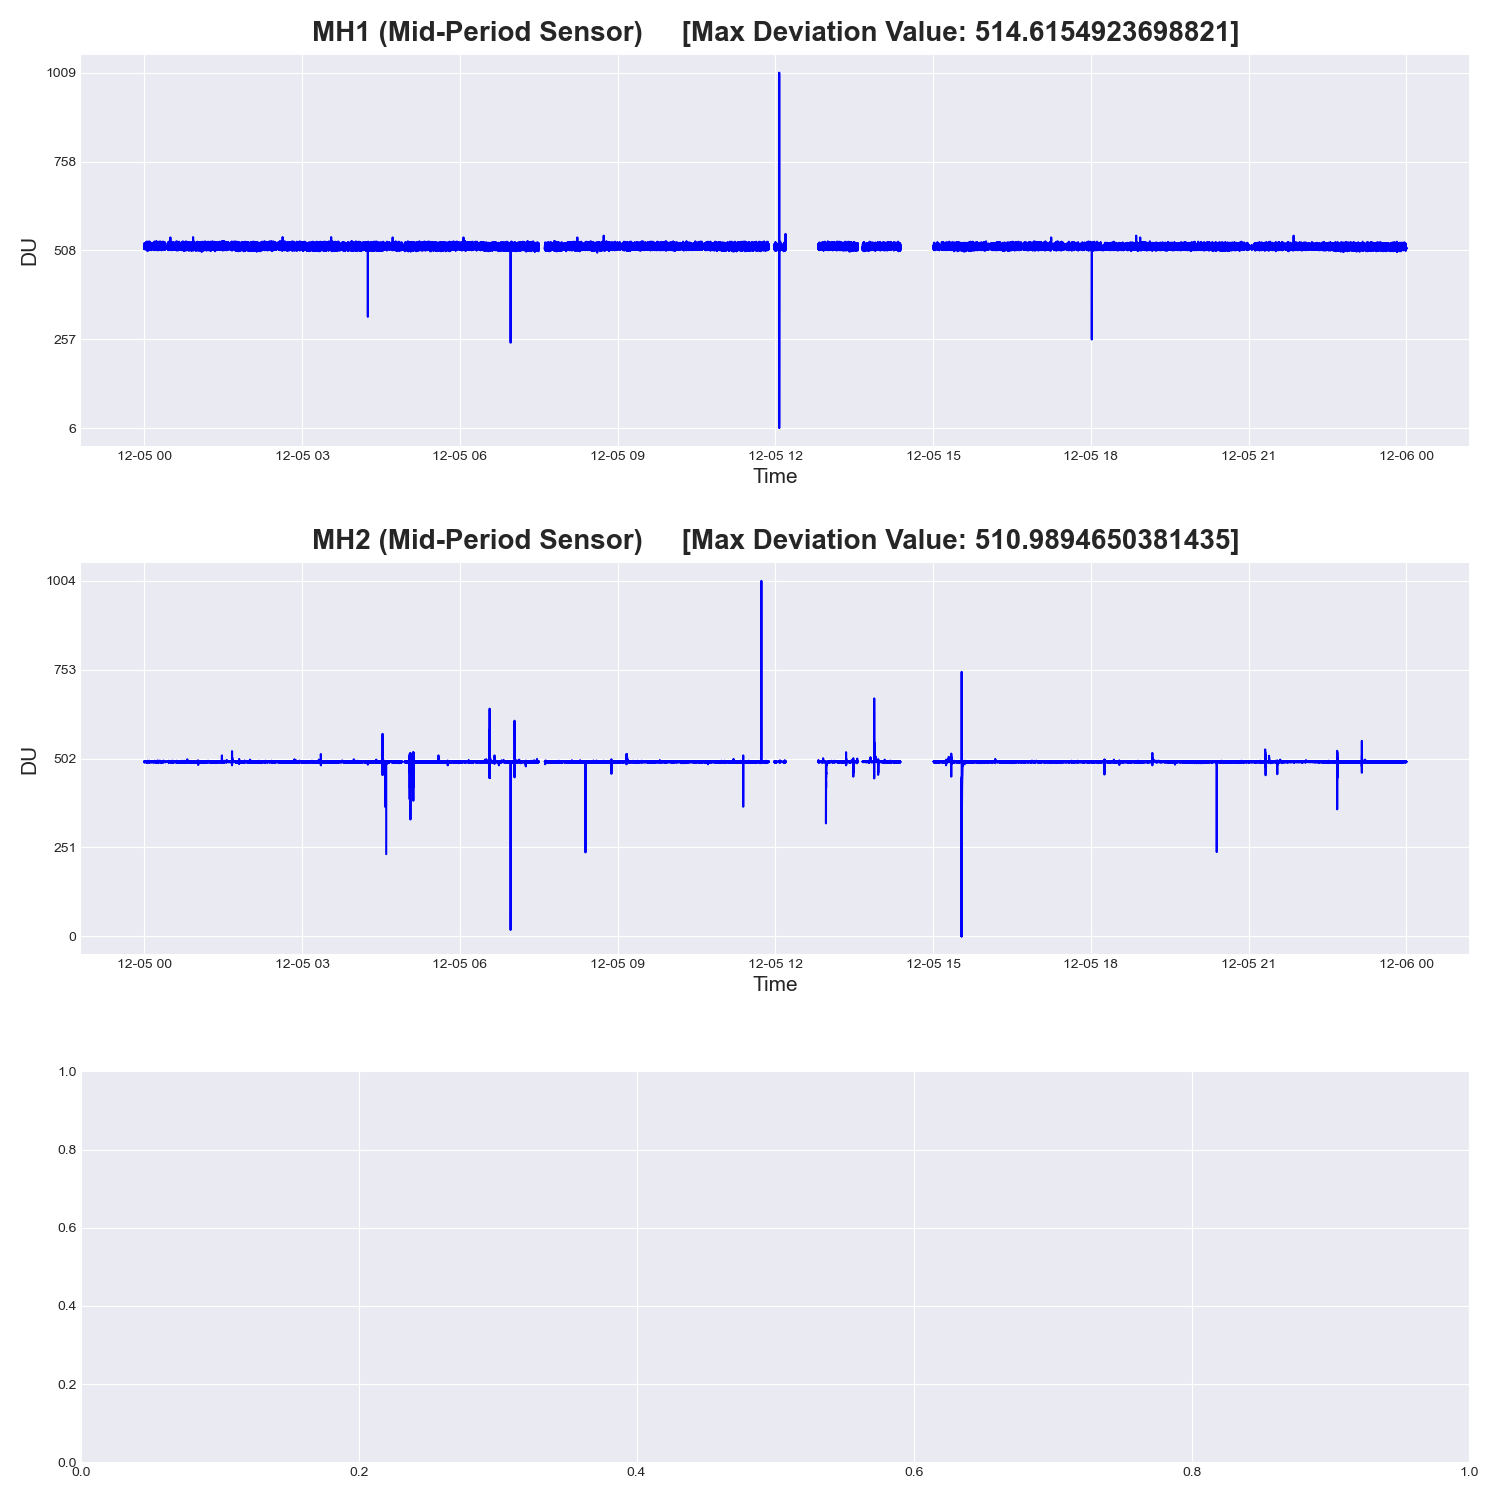 MH1 (Mid-Period Sensor) [Max Deviation Value: 514.6154923698821]
1009
758
508
257
6
DU
12-05 00 12-05 03 12-05 06 12-05 09 12-05 12 12-05 15 12-05 18 12-05 21 12-06 00
Time
MH2 (Mid-Period Sensor) [Max Deviation Value: 510.9894650381435]
1004
753
502
251
0
DU
12-05 00 12-05 03 12-05 06 12-05 09 12-05 12 12-05 15 12-05 18 12-05 21 12-06 00
Time
1.0
0.8
0.6
0.4
0.2
0.0
0.0 0.2 0.4 0.6 0.8 1.0